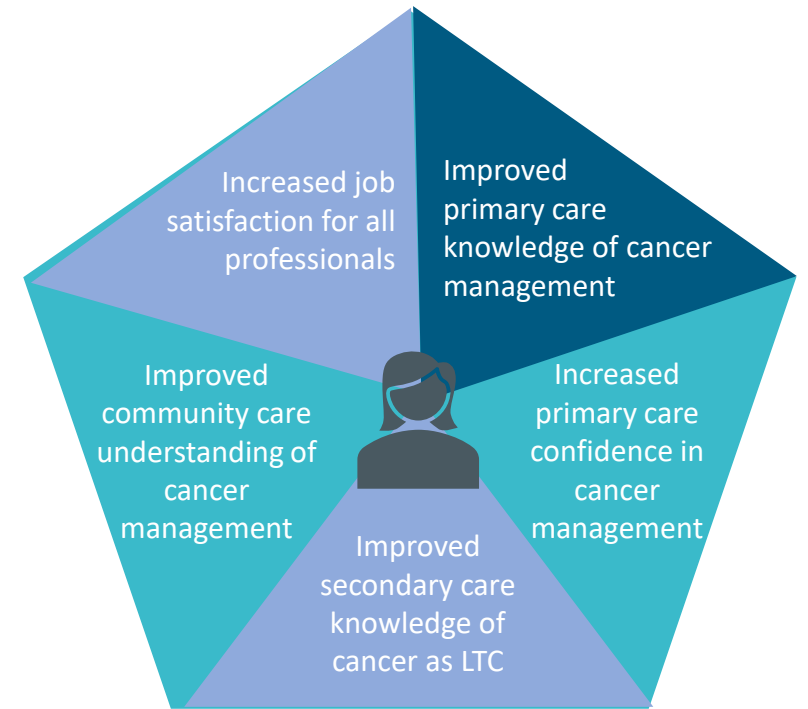 Increased job
satisfaction for all
professionals
Improved
primary care
knowledge of cancer
management
Improved
community care
understanding of
cancer
management
Increased
primary care
confidence in
cancer
management
Improved
secondary care
knowledge of
cancer as LTC